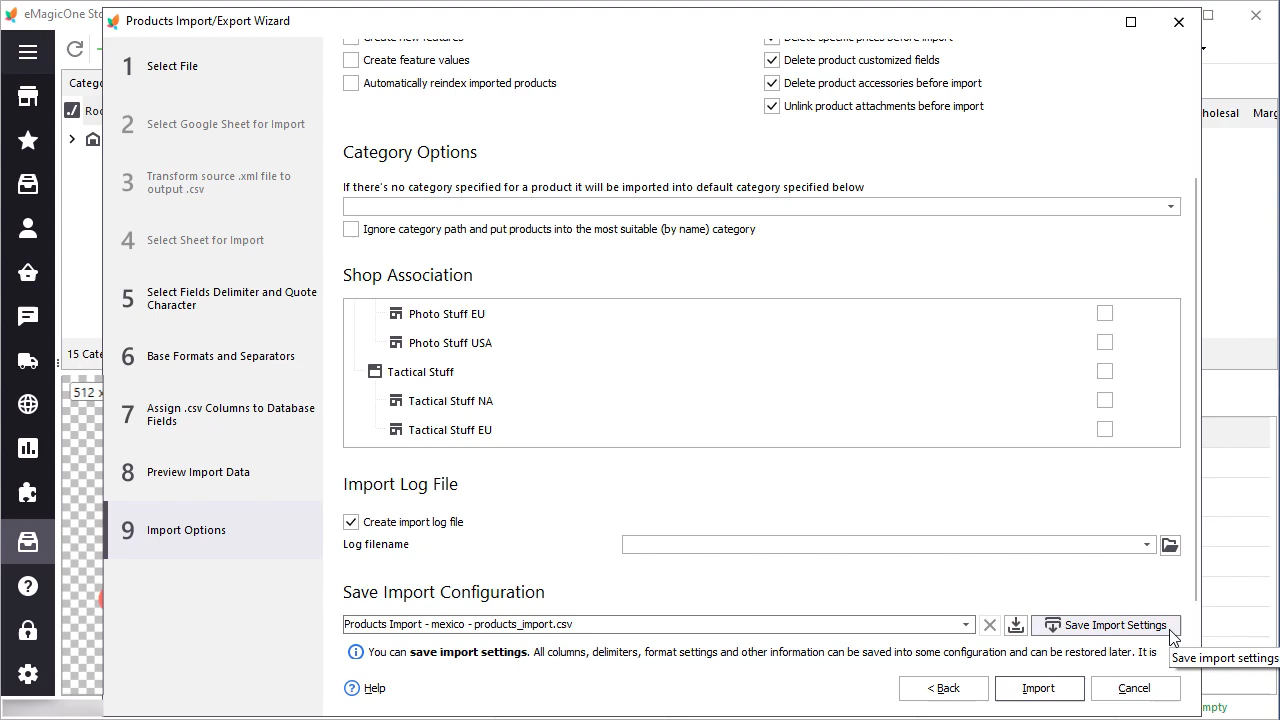 eMagicOne Sto
Products Import/Export Wizard
Categ
Roo
15 Cate
512 x
1 Select File
2 Select Google Sheet for Import
3 Transform source .xml file to
output .csv
4 Select Sheet for Import
5 Select Fields Delimiter and Quote
Character
6 Base Formats and Separators
7 Assign .csv Columns to Database
Fields
8 Preview Import Data
9 Import Options
Create new features
Delete specific prices before import
Create feature values
Delete product customized fields
Automatically reindex imported products
Delete product accessories before import
Unlink product attachments before import
Category Options
If there's no category specified for a product it will be imported into default category specified below
Ignore category path and put products into the most suitable (by name) category
Shop Association
Photo Stuff EU
Photo Stuff USA
Tactical Stuff
Tactical Stuff NA
Tactical Stuff EU
Import Log File
Create import log file
Log filename
Save Import Configuration
Products Import - mexico - products_import.csv
Save Import Settings
You can save import settings. All columns, delimiters, format settings and other information can be saved into some configuration and can be restored later. It is
Save import settings
Help
< Back
Import
Cancel
holesal
Marg
mpty